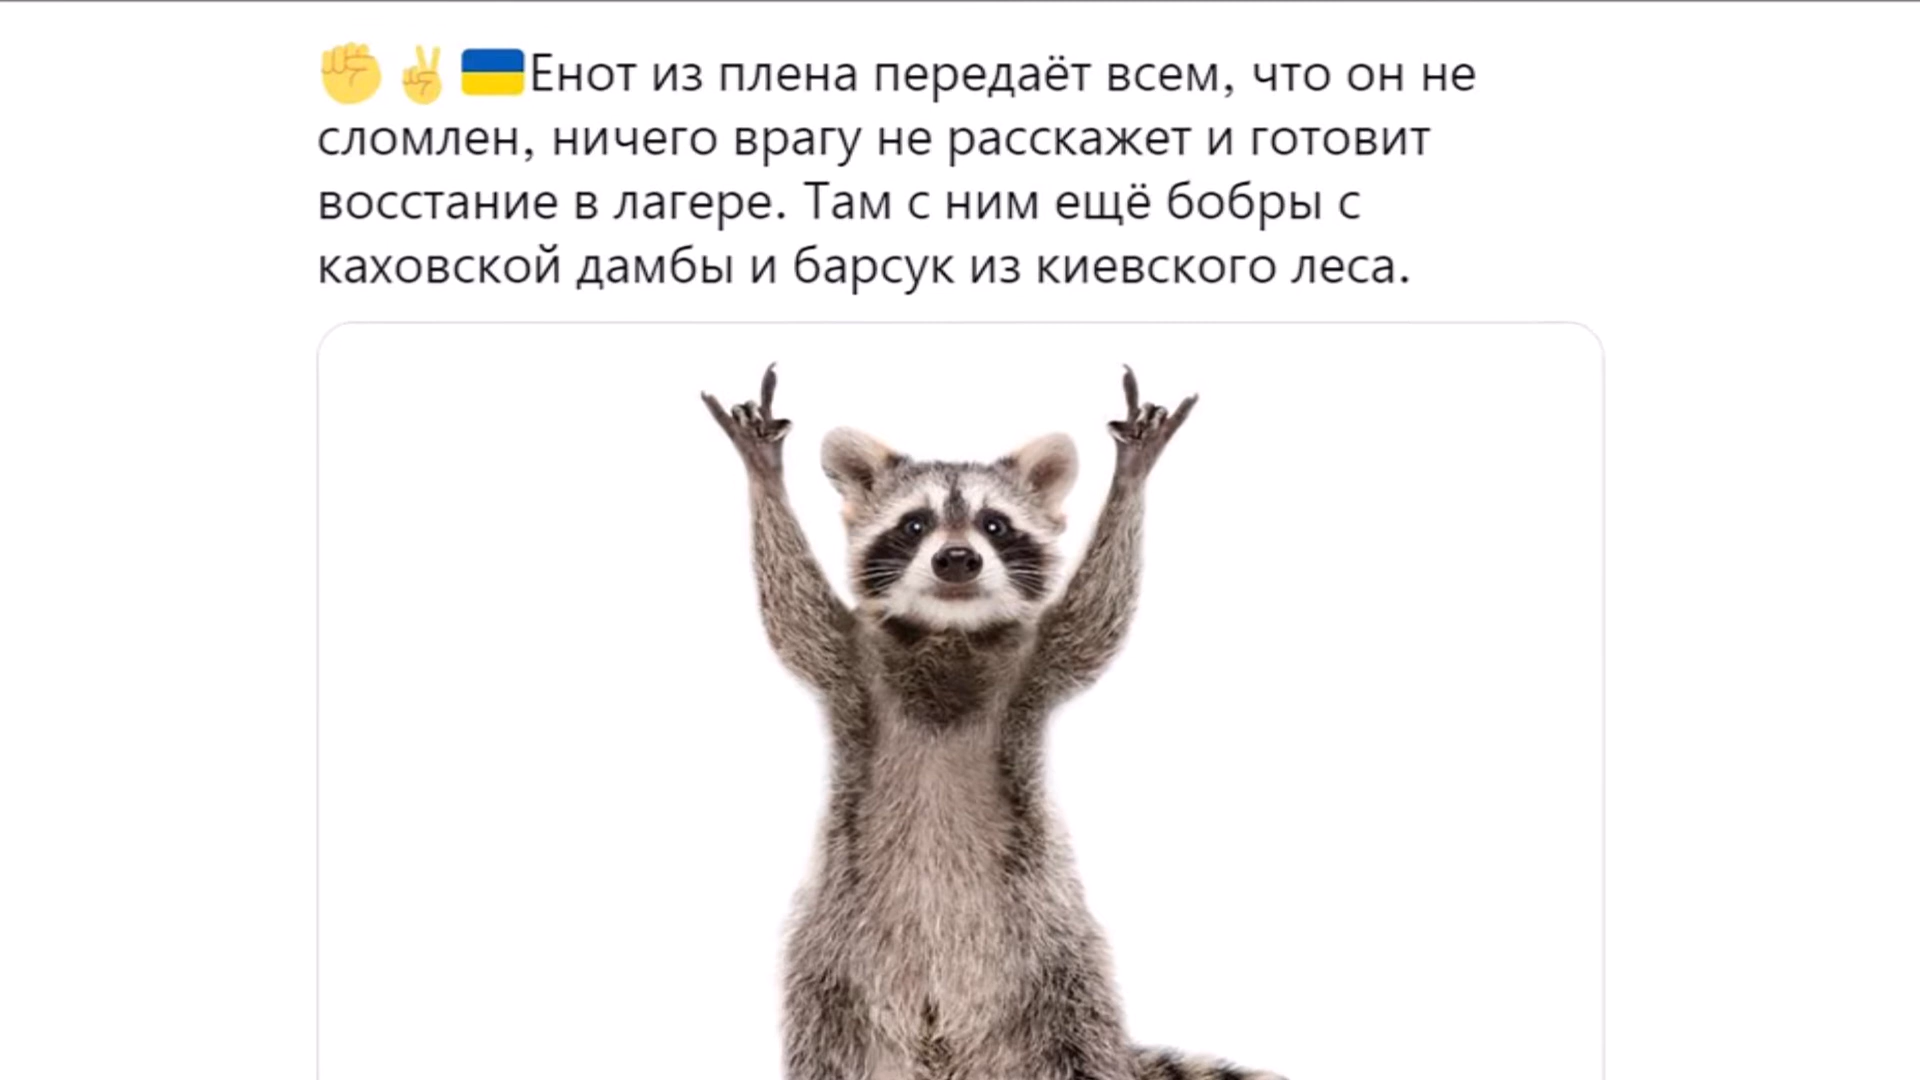 ✊✌🇺🇦Енот из плена передаёт всем, что он не
сломлен, ничего врагу не расскажет и готовит
восстание в лагере. Там с ним ещё бобры с
каховской дамбы и барсук из киевского леса.